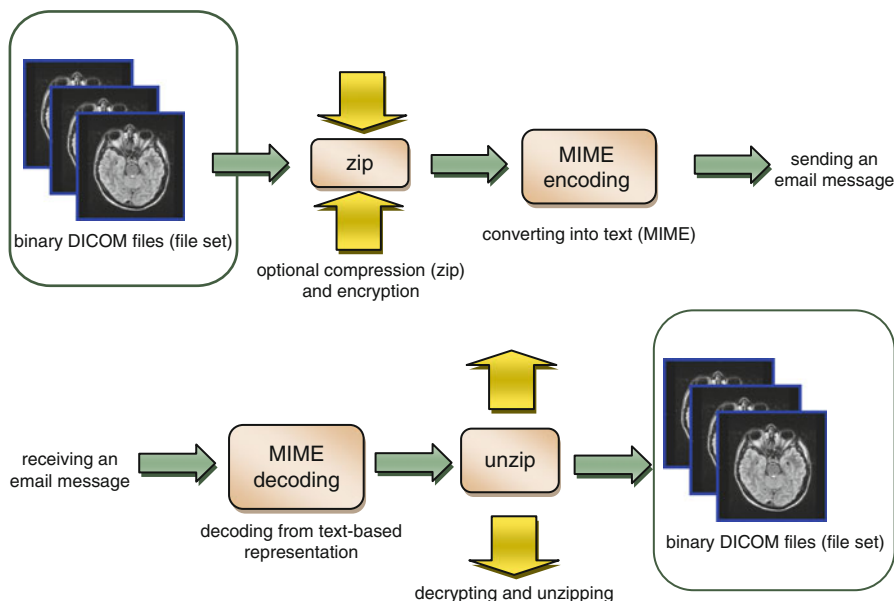 binary DICOM files (file set)
zip
optional compression (zip)
and encryption
MIME
encoding
converting into text (MIME)
sending an
email message
receiving an
email message
MIME
decoding
decoding from text-based
representation
unzip
decrypting and unzipping
binary DICOM files (file set)